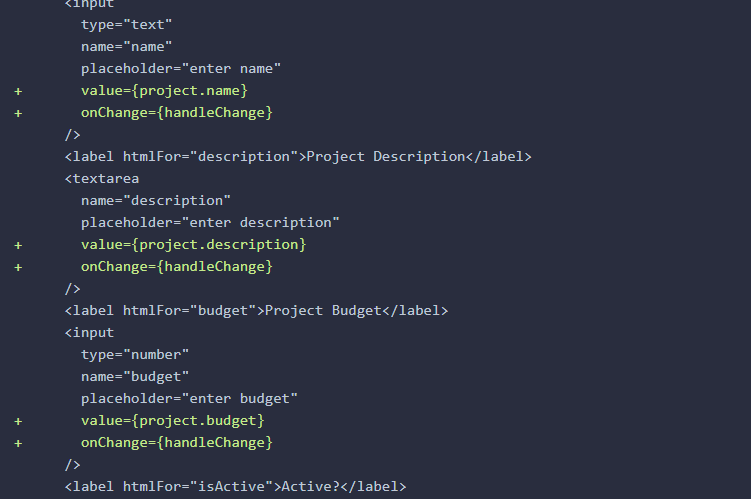 <input
type="text"
name="name"
placeholder="enter name"
+ value={project.name}
+ onChange={handleChange}
/>
<label htmlFor="description">Project Description</label>
<textarea
name="description"
placeholder="enter description"
+ value={project.description}
+ onChange={handleChange}
/>
<label htmlFor="budget">Project Budget</label>
<input
type="number"
name="budget"
placeholder="enter budget"
+ value={project.budget}
+ onChange={handleChange}
/>
<label htmlFor="isActive">Active?</label>